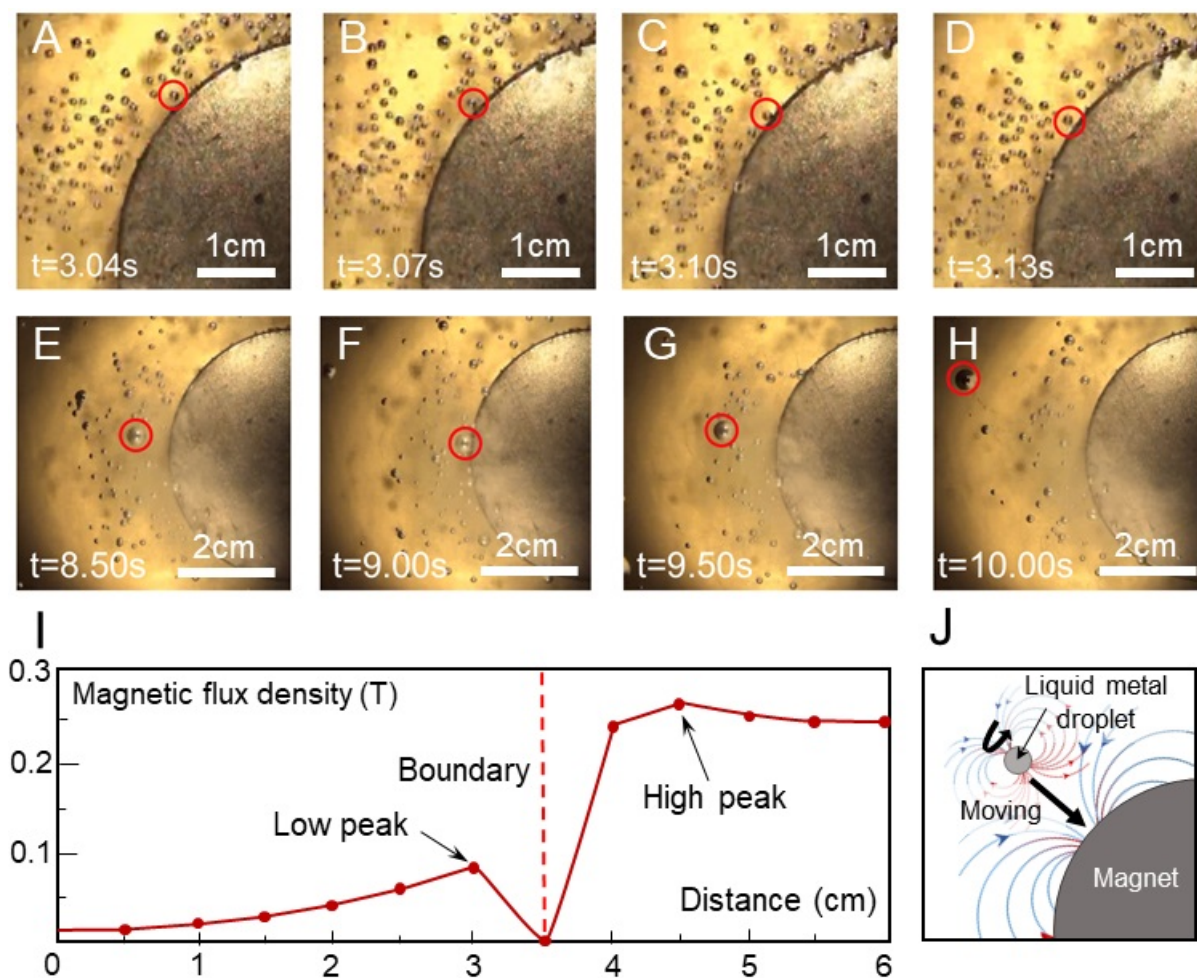 A
B
C
D
t=3.04s
1cm
t=3.07s
1cm
t=3.10s
1cm
t=3.13s
1cm
E
F
G
H
t=8.50s
2cm
t=9.00s
2cm
t=9.50s
2cm
t=10.00s
2cm
I
0.3
Magnetic flux density (T)
0.2
Boundary
High peak
Low peak
0.1
Distance (cm)
0
0
1
2
3
4
5
6
J
Liquid metal
droplet
Moving
Magnet